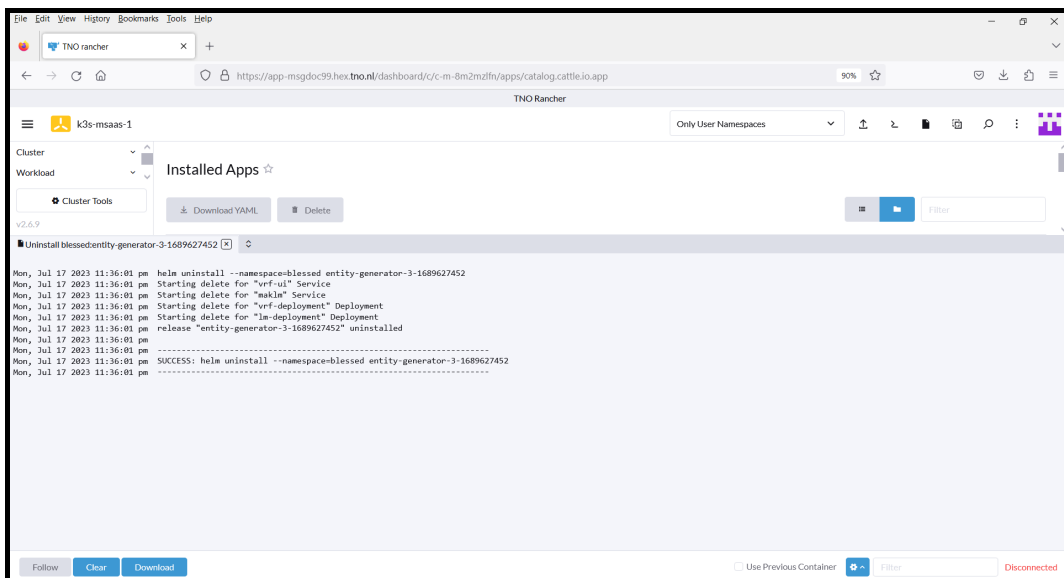 File Edit View History Bookmarks Tools Help
TNO rancher
https://app-msgdoc99.hex.tno.nl/dashboard/c/c-m-8m2mzlfn/apps/catalog.cattle.io.app 90%
TNO Rancher
k3s-msaas-1 Only User Namespaces
Cluster
Workload
Installed Apps
Cluster Tools
Download YAML Delete Filter
v2.6.9
Uninstall blessed:entity-generator-3-1689627452
Mon, Jul 17 2023 11:36:01 pm helm uninstall --namespace=blessed entity-generator-3-1689627452
Mon, Jul 17 2023 11:36:01 pm Starting delete for "vrf-ui" Service
Mon, Jul 17 2023 11:36:01 pm Starting delete for "maklm" Service
Mon, Jul 17 2023 11:36:01 pm Starting delete for "vrf-deployment" Deployment
Mon, Jul 17 2023 11:36:01 pm Starting delete for "lm-deployment" Deployment
Mon, Jul 17 2023 11:36:01 pm release "entity-generator-3-1689627452" uninstalled
Mon, Jul 17 2023 11:36:01 pm
Mon, Jul 17 2023 11:36:01 pm ---------------------------------------------------------------------
Mon, Jul 17 2023 11:36:01 pm SUCCESS: helm uninstall --namespace=blessed entity-generator-3-1689627452
Mon, Jul 17 2023 11:36:01 pm ---------------------------------------------------------------------
Follow Clear Download Use Previous Container Filter Disconnected